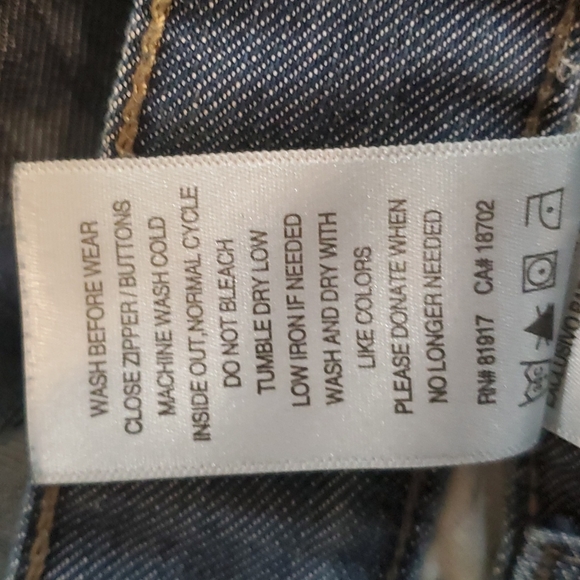 WASH BEFORE WEAR
CLOSE ZIPPER / BUTTONS
MACHINE WASH COLD
INSIDE OUT, NORMAL CYCLE
DO NOT BLEACH
TUMBLE DRY LOW
LOW IRON IF NEEDED
WASH AND DRY WITH
LIKE COLORS
PLEASE DONATE WHEN
NO LONGER NEEDED
RN# 81917 CA# 18702